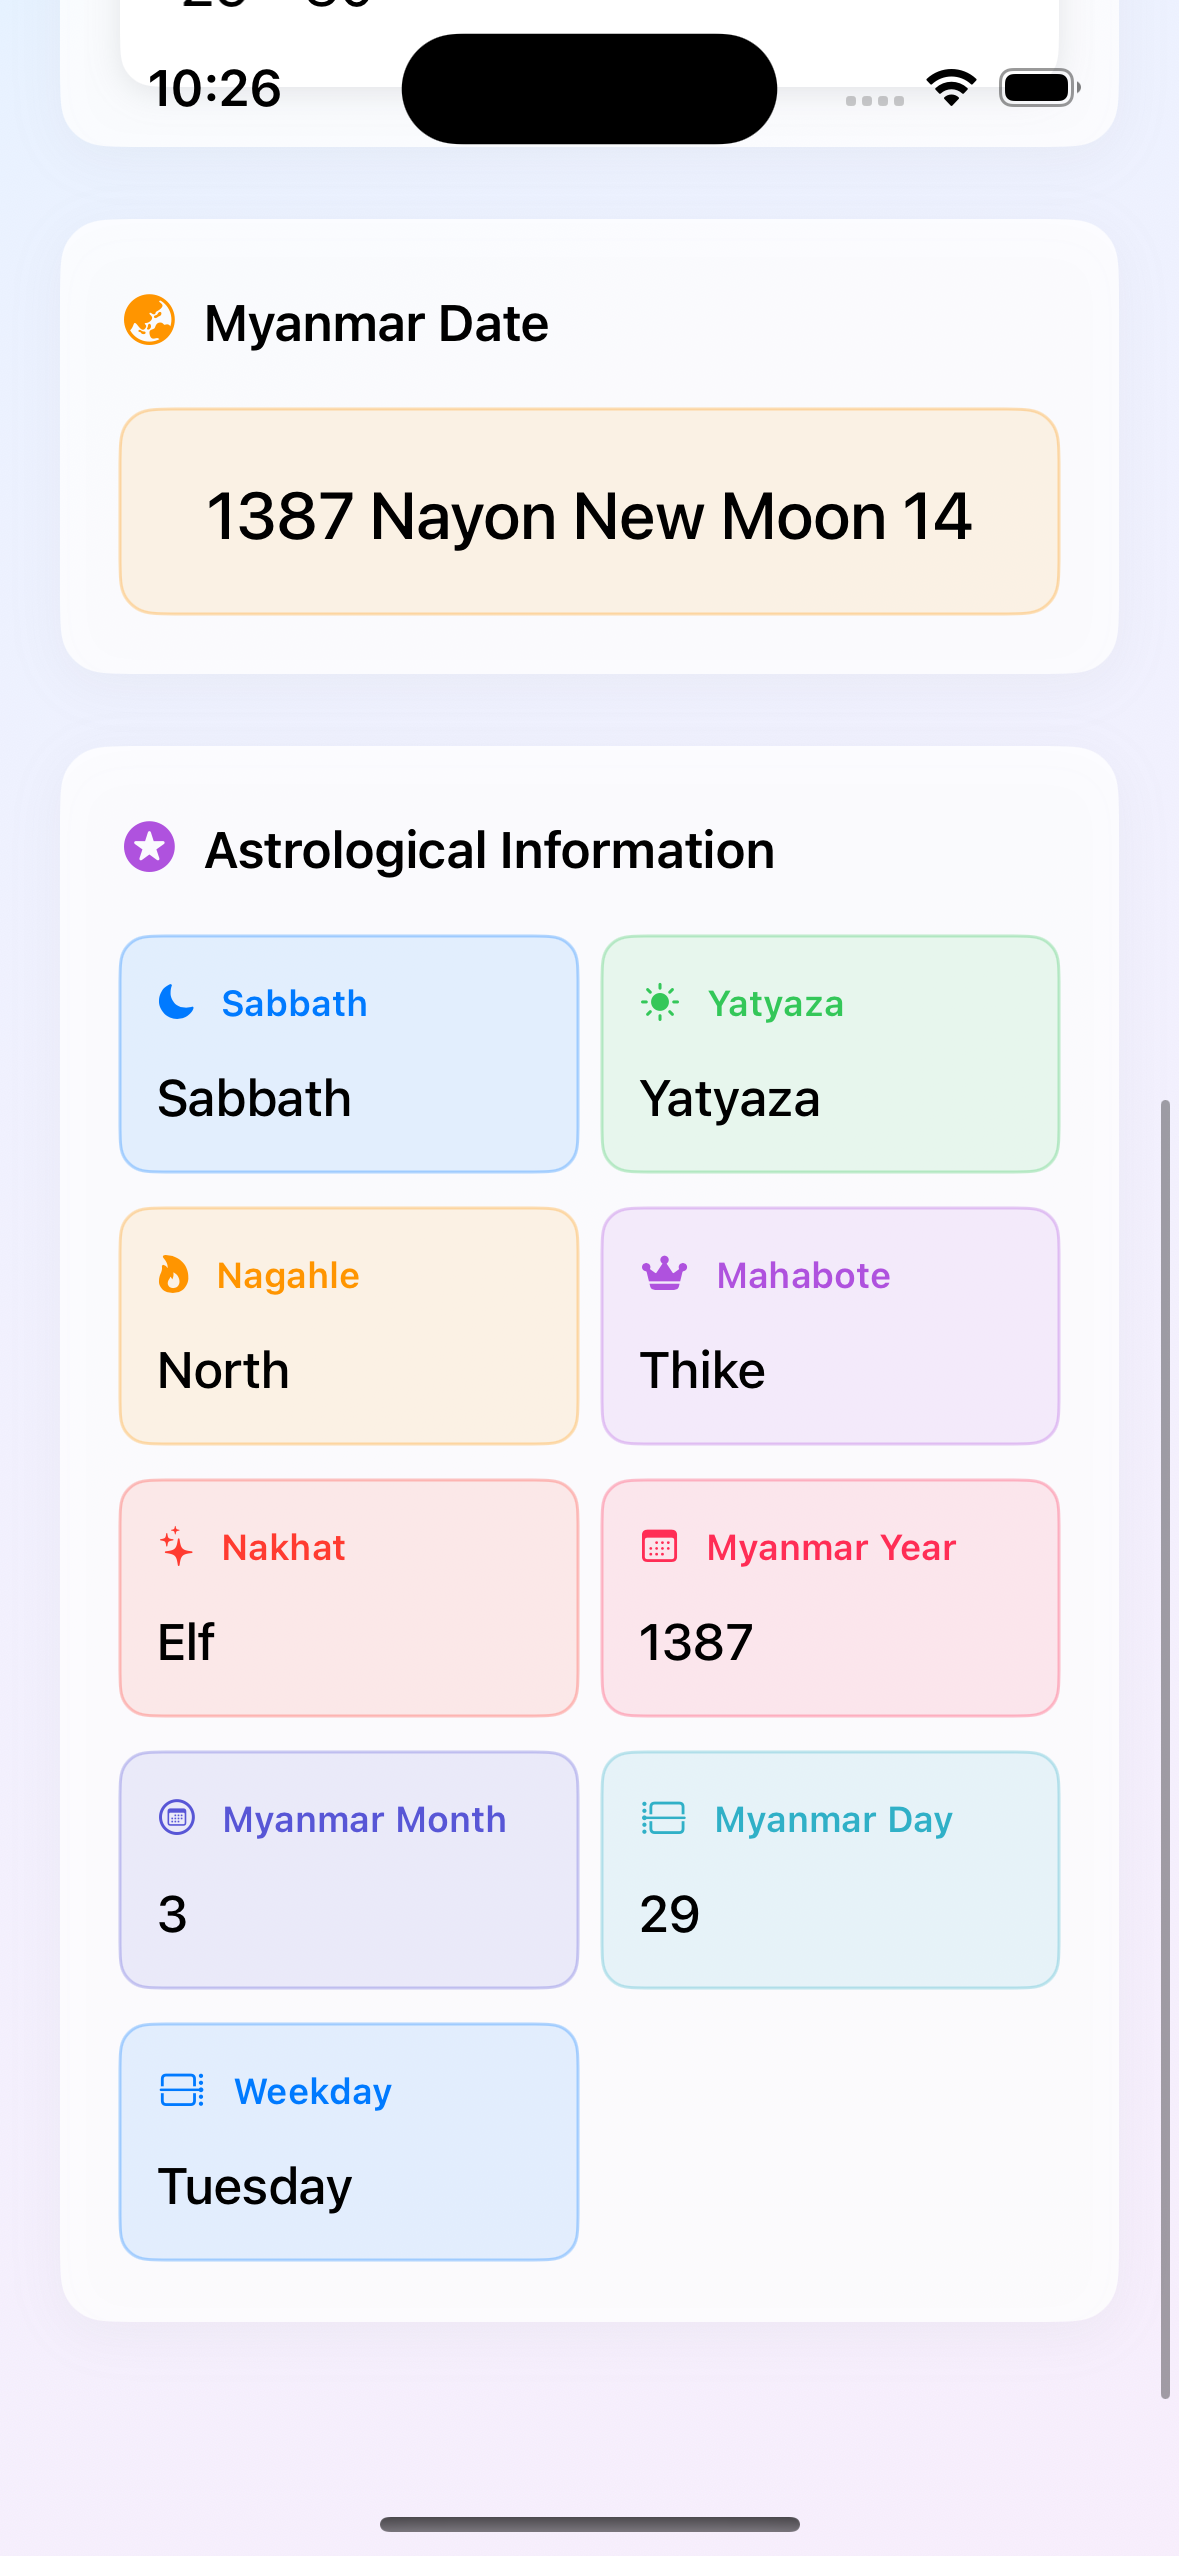 10:26
Myanmar Date
1387 Nayon New Moon 14
Astrological Information
Sabbath
Sabbath
Yatyaza
Yatyaza
Nagahle
North
Mahabote
Thike
Nakhat
Elf
Myanmar Year
1387
Myanmar Month
3
Myanmar Day
29
Weekday
Tuesday